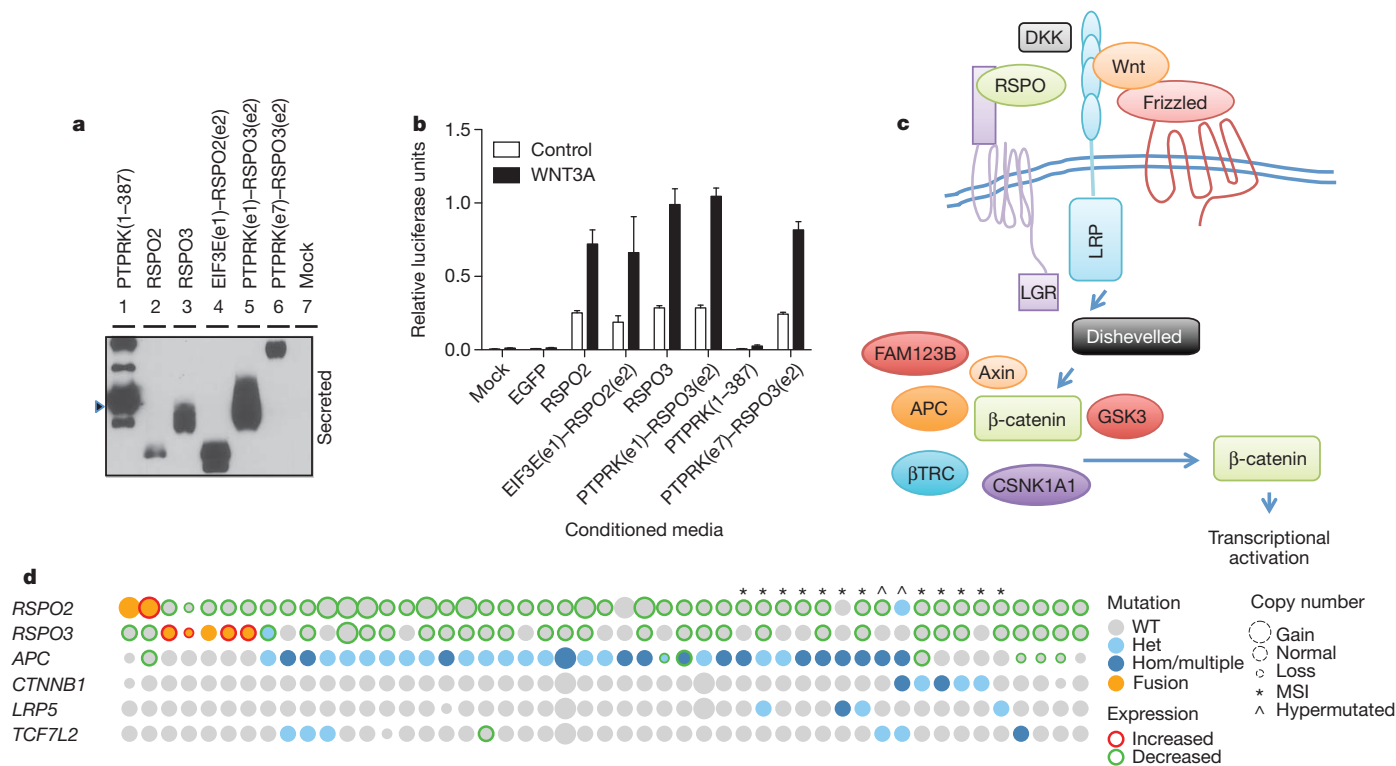 a
PTPRK(1–387)
RSPO2
RSPO3
EIF3E(e1)–RSPO2(e2)
PTPRK(e1)–RSPO3(e2)
PTPRK(e7)–RSPO3(e2)
Mock
1 2 3 4 5 6 7
Secreted
b
Relative luciferase units
1.5
1.0
0.5
0.0
Control
WNT3A
Mock
EGFP
RSPO2
EIF3E(e1)–RSPO2(e2)
RSPO3
PTPRK(e1)–RSPO3(e2)
PTPRK(1–387)
PTPRK(e7)–RSPO3(e2)
Conditioned media
c
DKK
Wnt
RSPO
Frizzled
LRP
LGR
Dishevelled
FAM123B
Axin
APC
β-catenin
GSK3
βTRC
CSNK1A1
β-catenin
Transcriptional
activation
d
* * * * * * * ^ ^ * * * * *
RSPO2
RSPO3
APC
CTNNB1
LRP5
TCF7L2
Mutation
WT
Het
Hom/multiple
Fusion
Expression
Increased
Decreased
Copy number
Gain
Normal
Loss
* MSI
^ Hypermutated